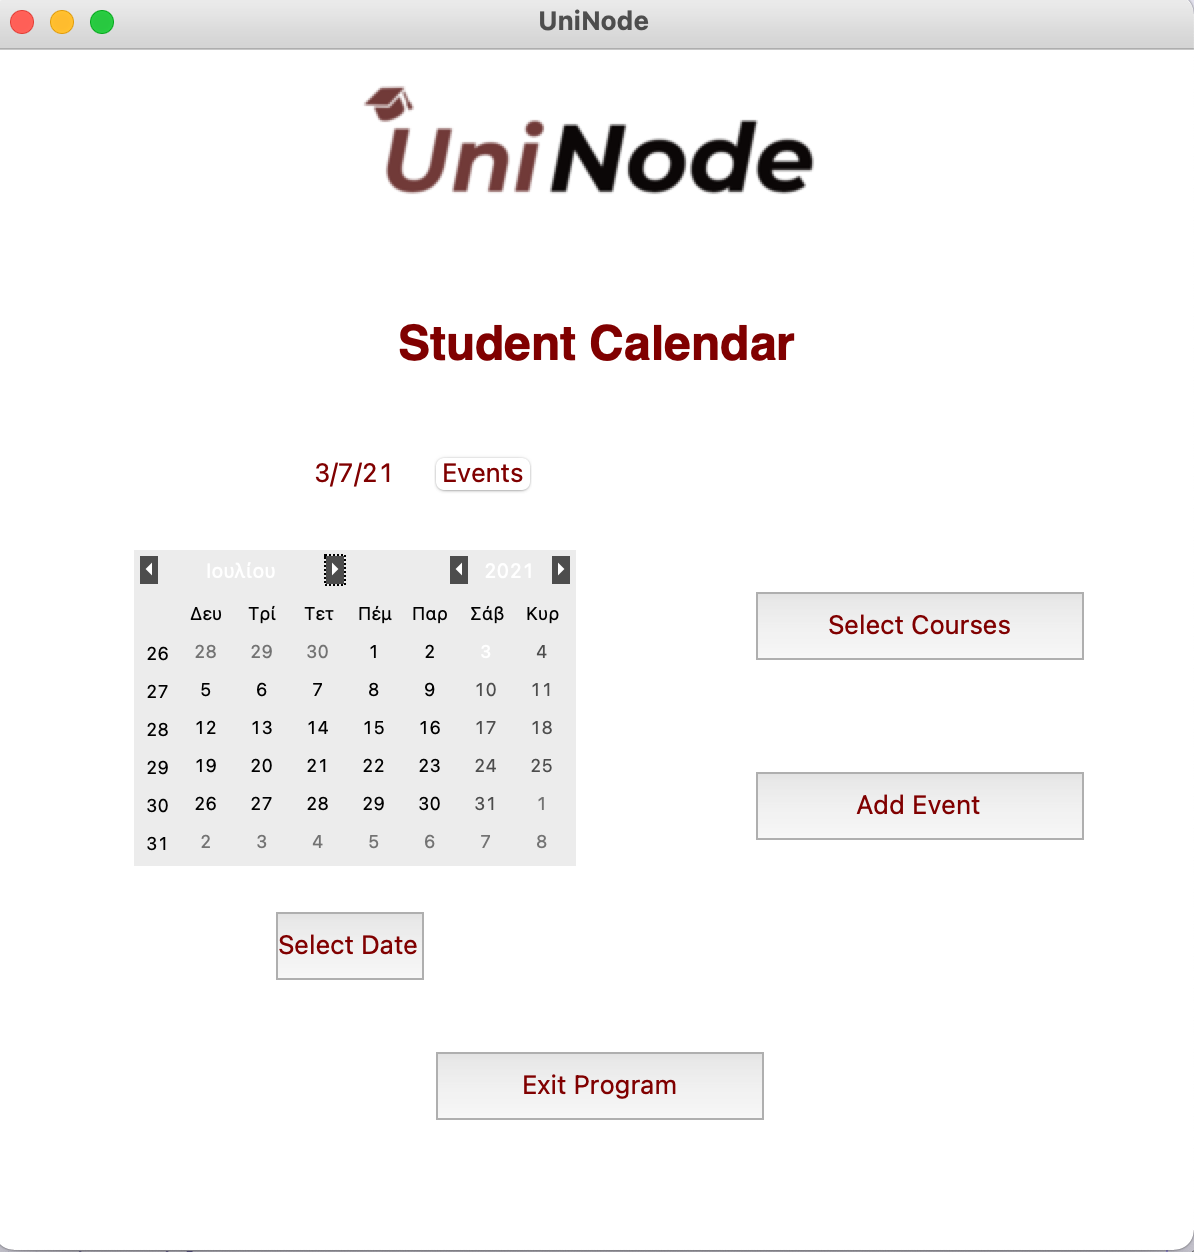 UniNode
UniNode
Student Calendar
3/7/21 Events
Ιουλίου 2021
Δευ Τρί Τετ Πέμ Παρ Σάβ Κυρ
26 28 29 30 1 2 3 4
27 5 6 7 8 9 10 11
28 12 13 14 15 16 17 18
29 19 20 21 22 23 24 25
30 26 27 28 29 30 31 1
31 2 3 4 5 6 7 8
Select Courses
Add Event
Select Date
Exit Program